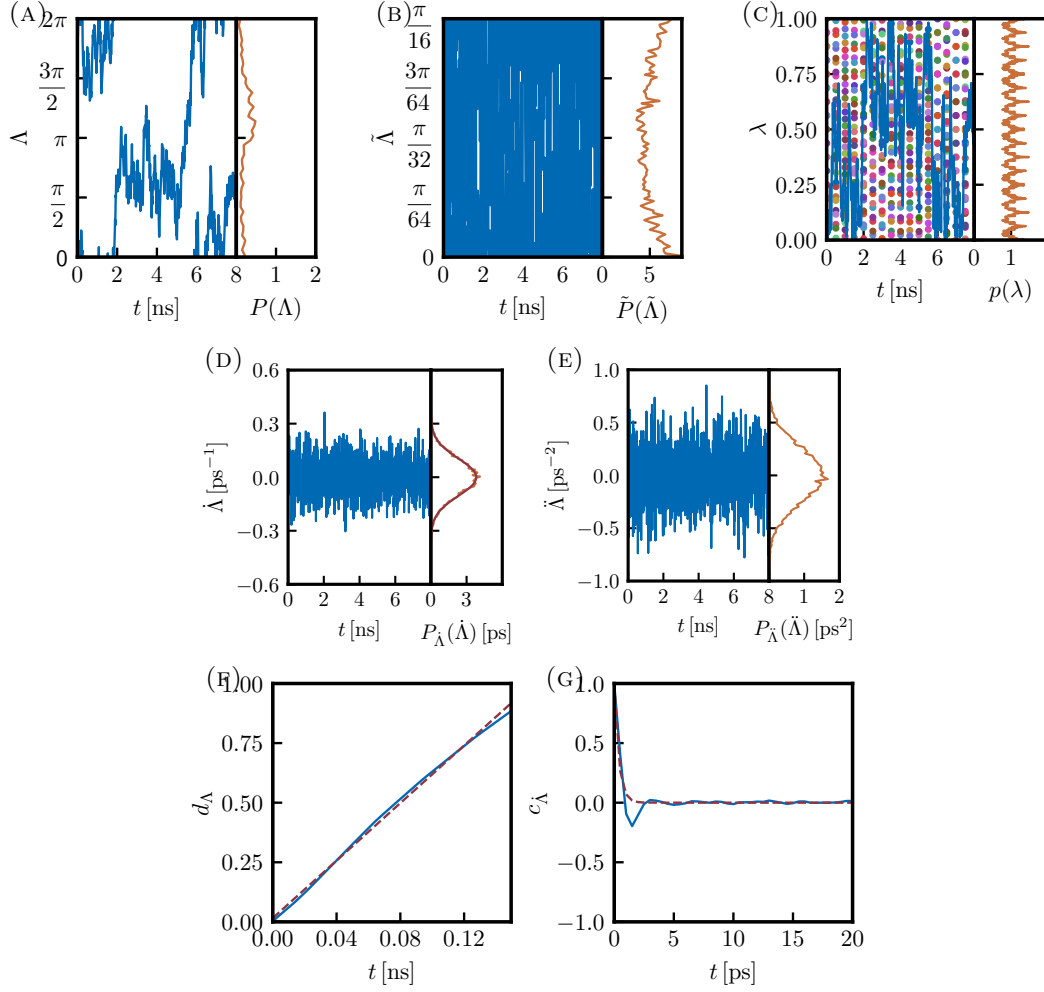 (A)
2π
3π/2
π
π/2
0
Λ
0 2 4 6 8 1 2
t [ns]
P(Λ)
(B)
π/16
3π/64
π/32
π/64
0
Λ̃
0 2 4 6 0 5
t [ns]
P̃(Λ̃)
(C)
1.00
0.75
0.50
0.25
0.00
λ
0 2 4 6 0 1
t [ns]
p(λ)
(D)
0.6
0.3
0.0
−0.3
−0.6
Λ̇ [ps⁻¹]
0 2 4 6 0 3
t [ns]
P_Λ̇(Λ̇) [ps]
(E)
1.0
0.5
0.0
−0.5
−1.0
Λ̈ [ps⁻²]
0 2 4 6 8 1 2
t [ns]
P_Λ̈(Λ̈) [ps²]
(F)
1.00
0.75
0.50
0.25
0.00
d_Λ
0.00 0.04 0.08 0.12
t [ns]
(G)
1.0
0.5
0.0
−0.5
−1.0
c_Λ̇
0 5 10 15 20
t [ps]